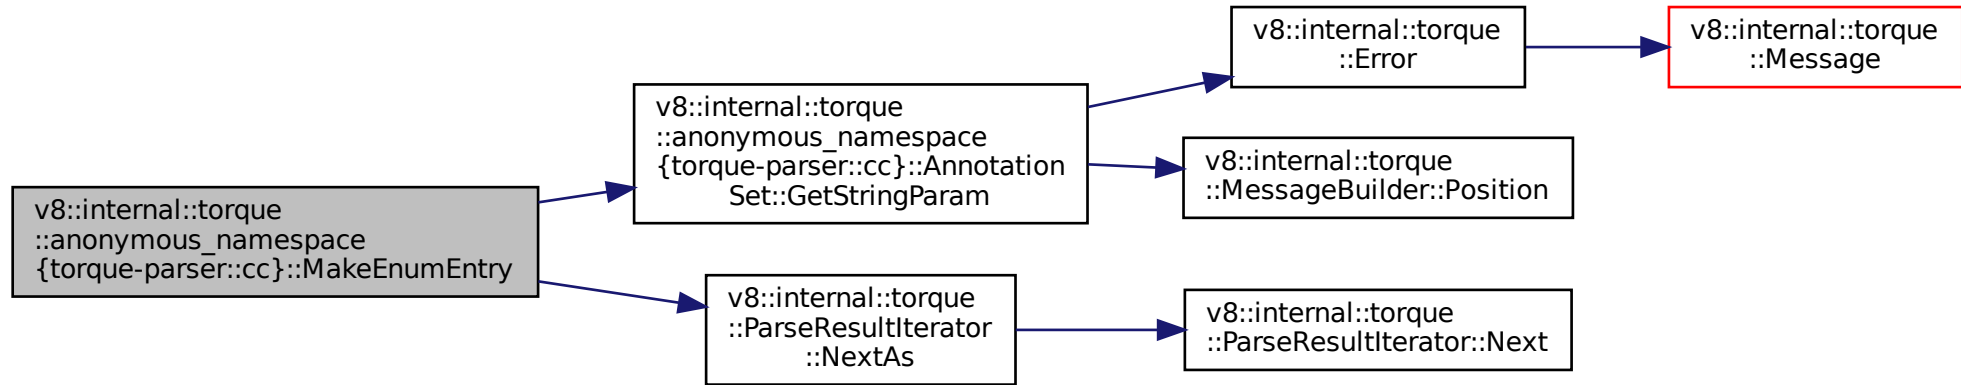 v8::internal::torque
::anonymous_namespace
{torque-parser::cc}::MakeEnumEntry
v8::internal::torque
::anonymous_namespace
{torque-parser::cc}::Annotation
Set::GetStringParam
v8::internal::torque
::Error
v8::internal::torque
::Message
v8::internal::torque
::MessageBuilder::Position
v8::internal::torque
::ParseResultIterator
::NextAs
v8::internal::torque
::ParseResultIterator::Next